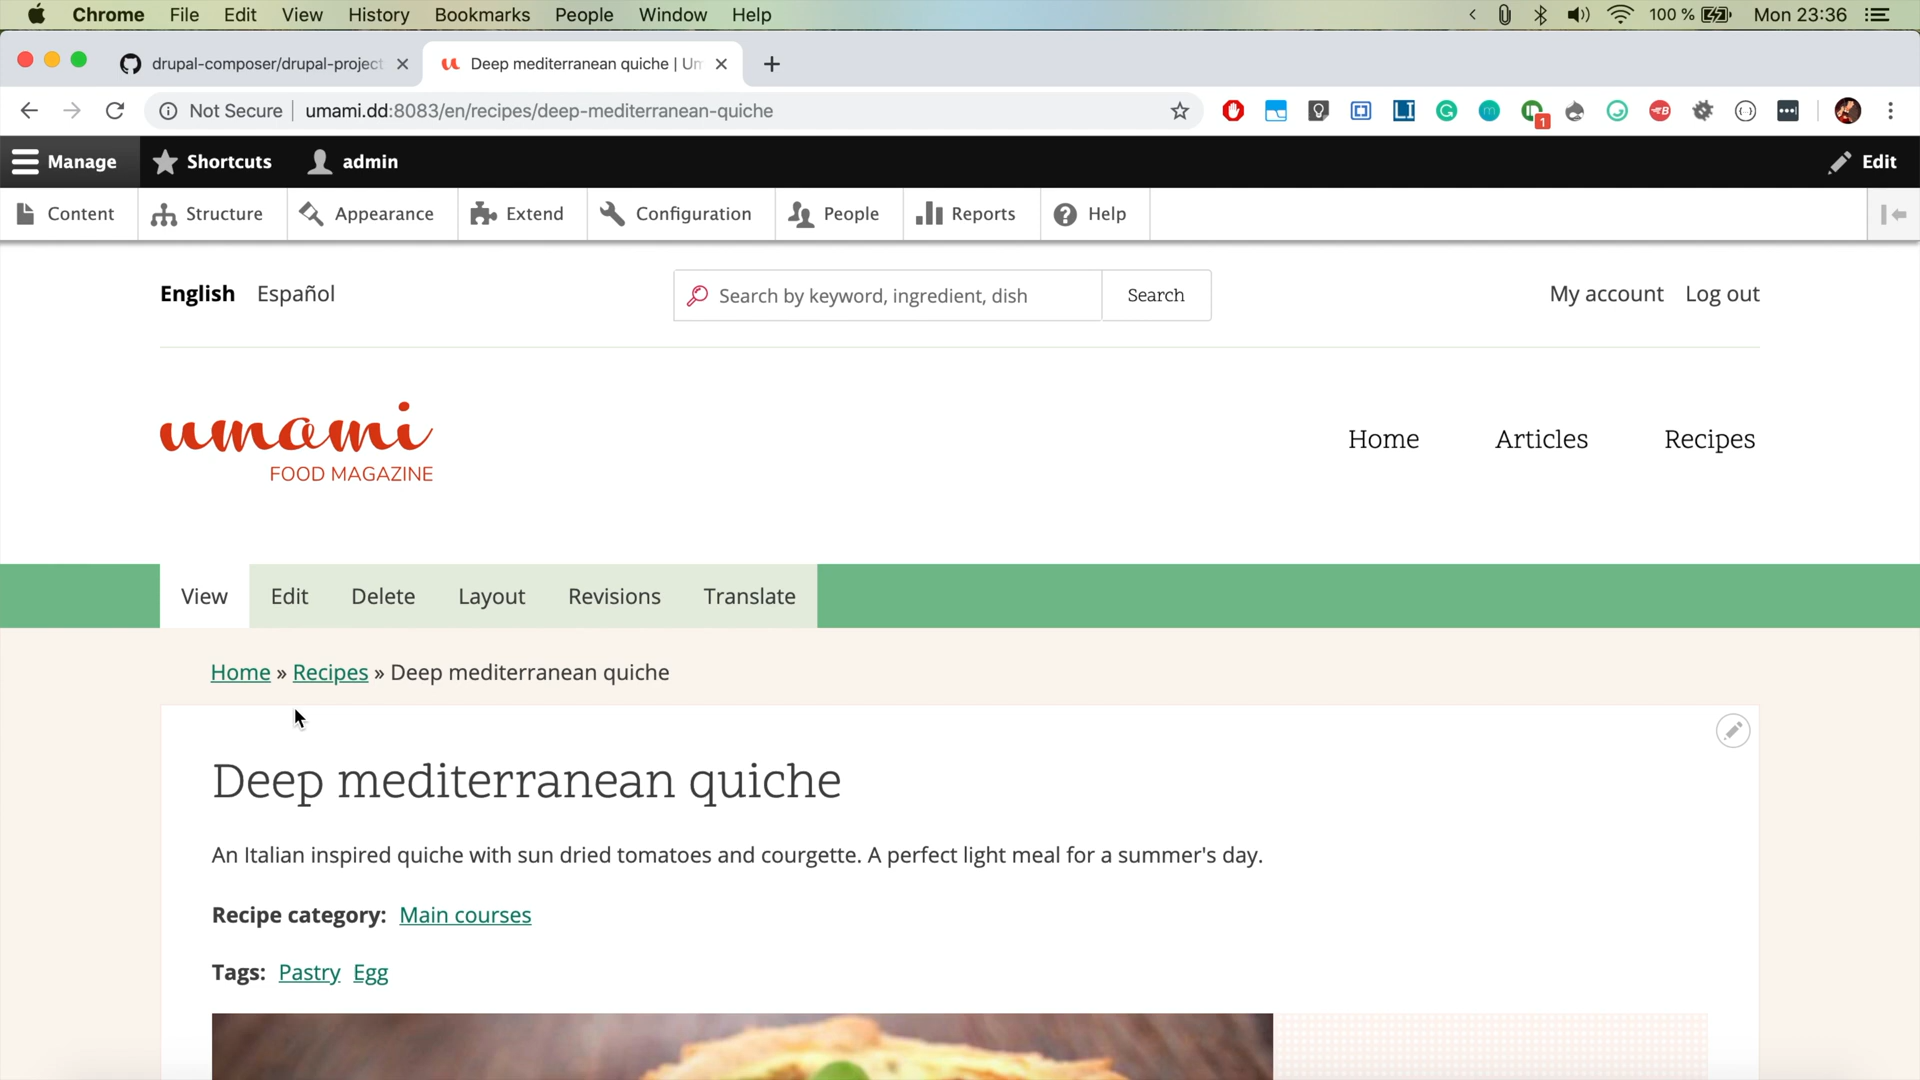 Chrome File Edit View History Bookmarks People Window Help 100 % Mon 23:36
drupal-composer/drupal-project Deep mediterranean quiche | Um
Not Secure umami.dd:8083/en/recipes/deep-mediterranean-quiche
Manage Shortcuts admin Edit
Content Structure Appearance Extend Configuration People Reports Help
English Español Search by keyword, ingredient, dish Search My account Log out
umami
FOOD MAGAZINE
Home Articles Recipes
View Edit Delete Layout Revisions Translate
Home » Recipes » Deep mediterranean quiche
Deep mediterranean quiche
An Italian inspired quiche with sun dried tomatoes and courgette. A perfect light meal for a summer's day.
Recipe category: Main courses
Tags: Pastry Egg